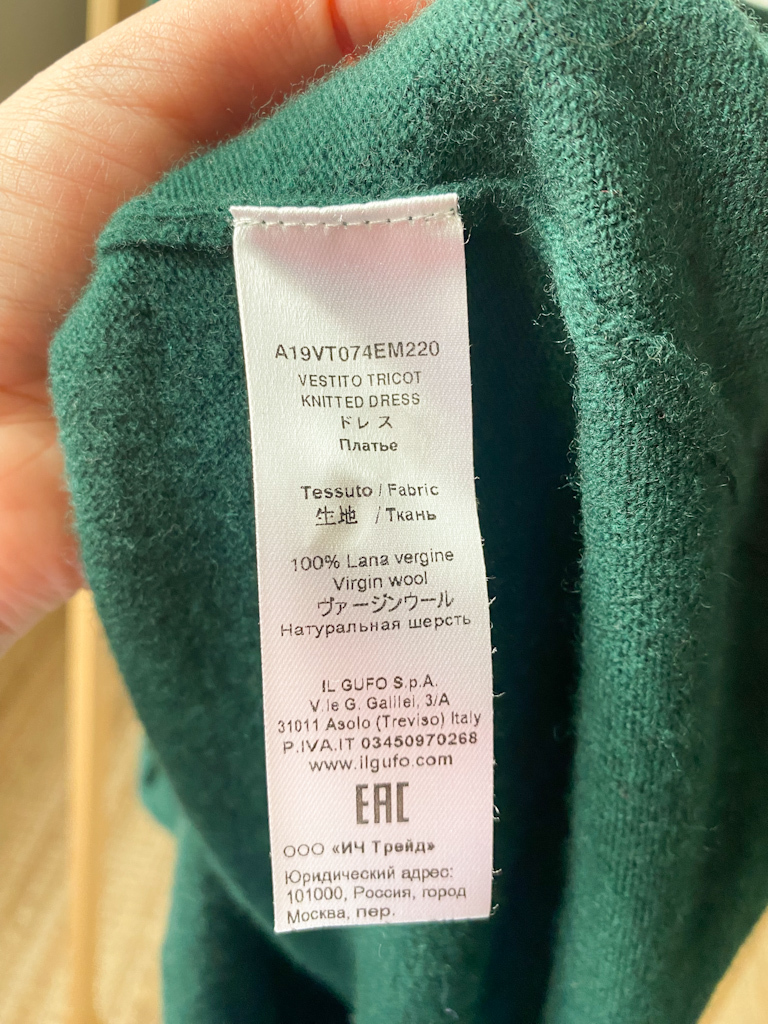 A19VT074EM220
VESTITO TRICOT
KNITTED DRESS
ドレス
Платье
Tessuto / Fabric
生地 / Ткань
100% Lana vergine
Virgin wool
ヴァージンウール
Натуральная шерсть
IL GUFO S.p.A.
V.le G. Galilei, 3/A
31011 Asolo (Treviso) Italy
P.IVA.IT 03450970268
www.ilgufo.com
EAC
ООО «ИЧ Трейд»
Юридический адрес:
101000, Россия, город
Москва, пер.